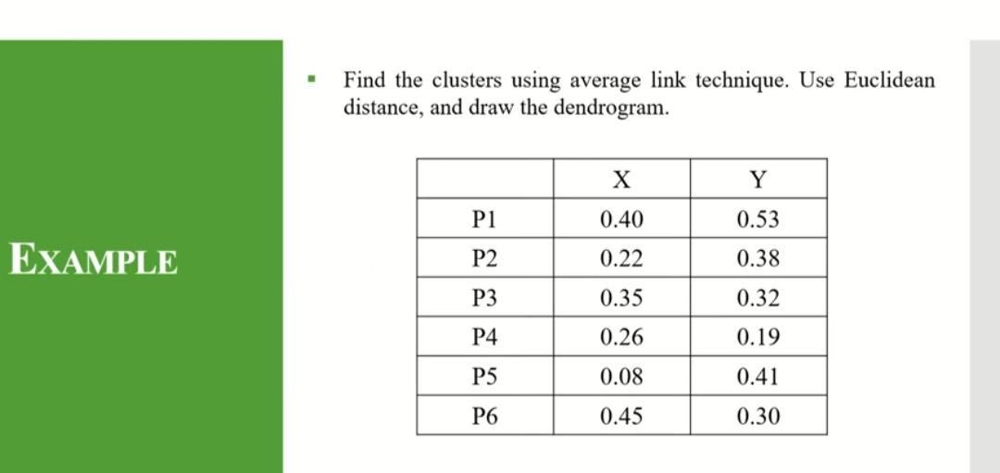 ▪ Find the clusters using average link technique. Use Euclidean
distance, and draw the dendrogram.
EXAMPLE
X Y
P1 0.40 0.53
P2 0.22 0.38
P3 0.35 0.32
P4 0.26 0.19
P5 0.08 0.41
P6 0.45 0.30